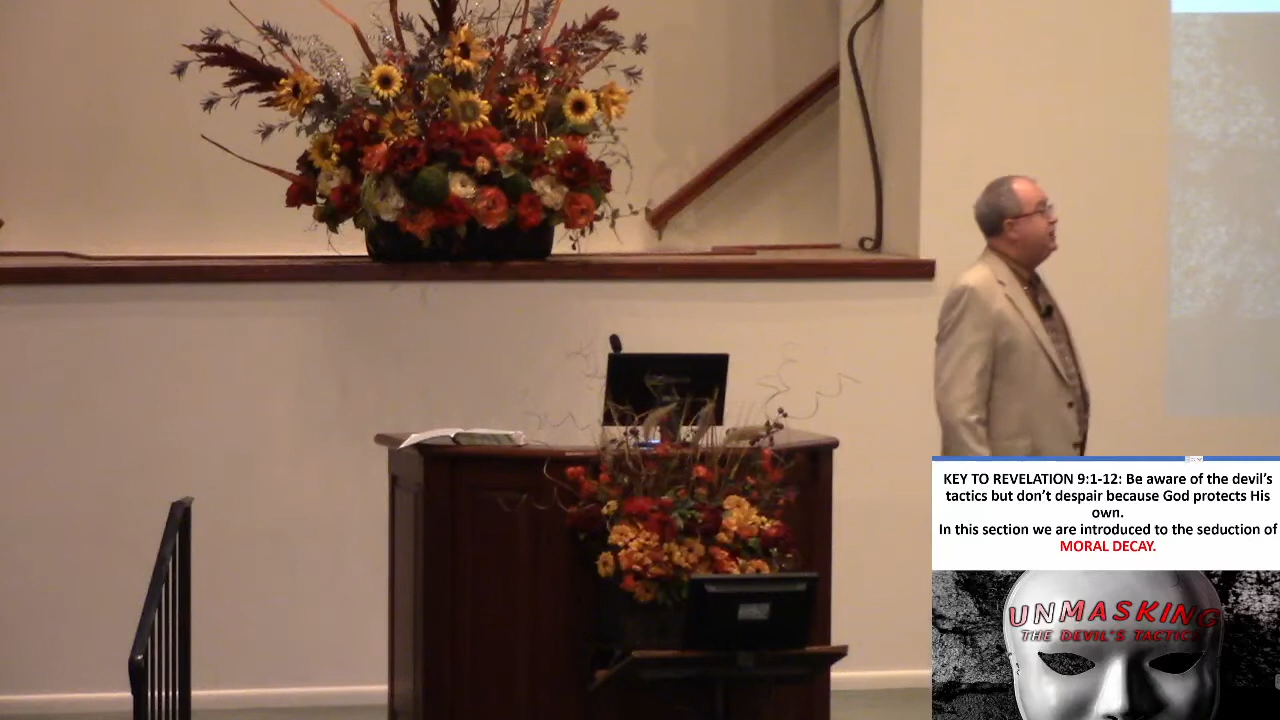 KEY TO REVELATION 9:1-12: Be aware of the devil's
tactics but don't despair because God protects His
own.
In this section we are introduced to the seduction of
MORAL DECAY.
UNMASKING
THE DEVIL'S TACTICS